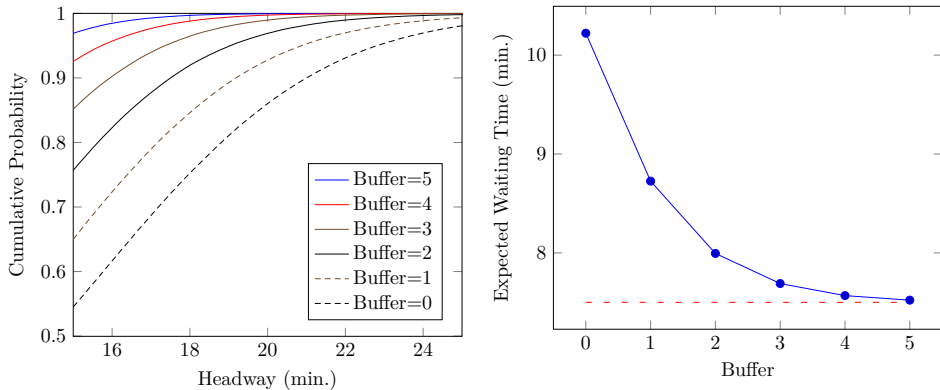 1
0.9
0.8
0.7
0.6
0.5
Cumulative Probability
16 18 20 22 24
Headway (min.)
Buffer=5
Buffer=4
Buffer=3
Buffer=2
Buffer=1
Buffer=0
10
9
8
Expected Waiting Time (min.)
0 1 2 3 4 5
Buffer